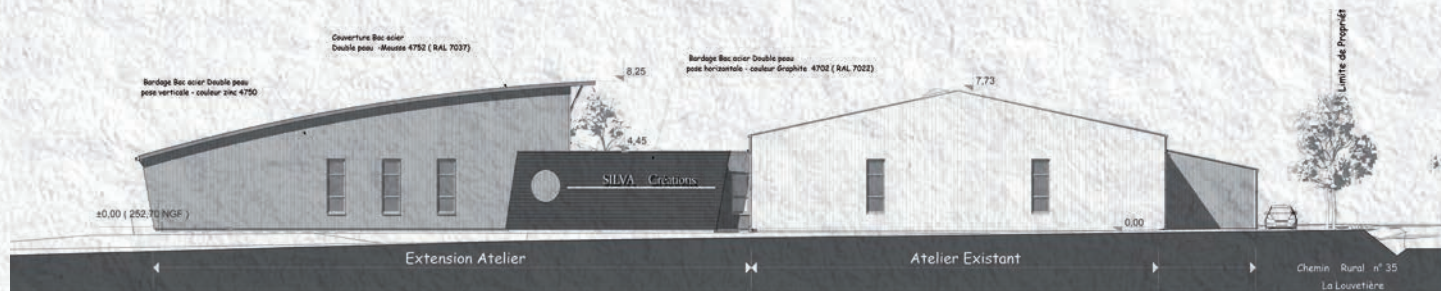 Couverture Bac acier
Double peau -Mousse 4752 ( RAL 7037)
Bardage Bac acier Double peau
pose verticale - couleur zinc 4750
Bardage Bac acier Double peau
pose horizontale - couleur Graphite 4702 ( RAL 7022)
Limite de Propriét
8,25
7,73
4,45
SILVA Créations
±0,00 ( 252,70 NGF )
0,00
Extension Atelier
Atelier Existant
Chemin Rural n° 35
La Louvetière